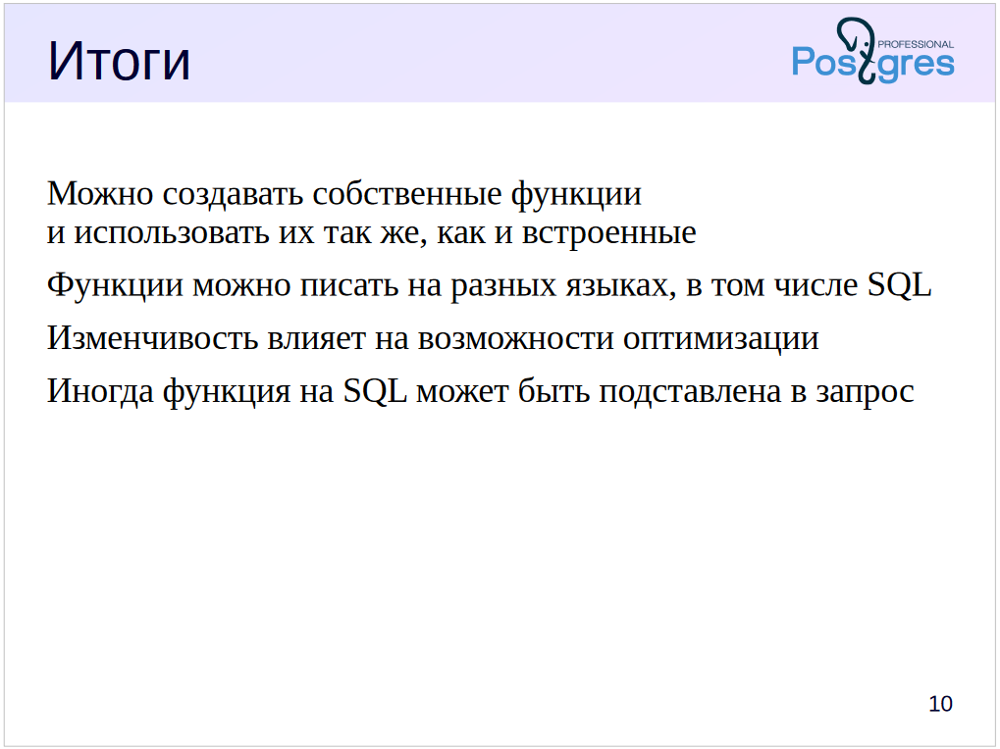 Итоги
PROFESSIONAL
Postgres
Можно создавать собственные функции
и использовать их так же, как и встроенные
Функции можно писать на разных языках, в том числе SQL
Изменчивость влияет на возможности оптимизации
Иногда функция на SQL может быть подставлена в запрос
10